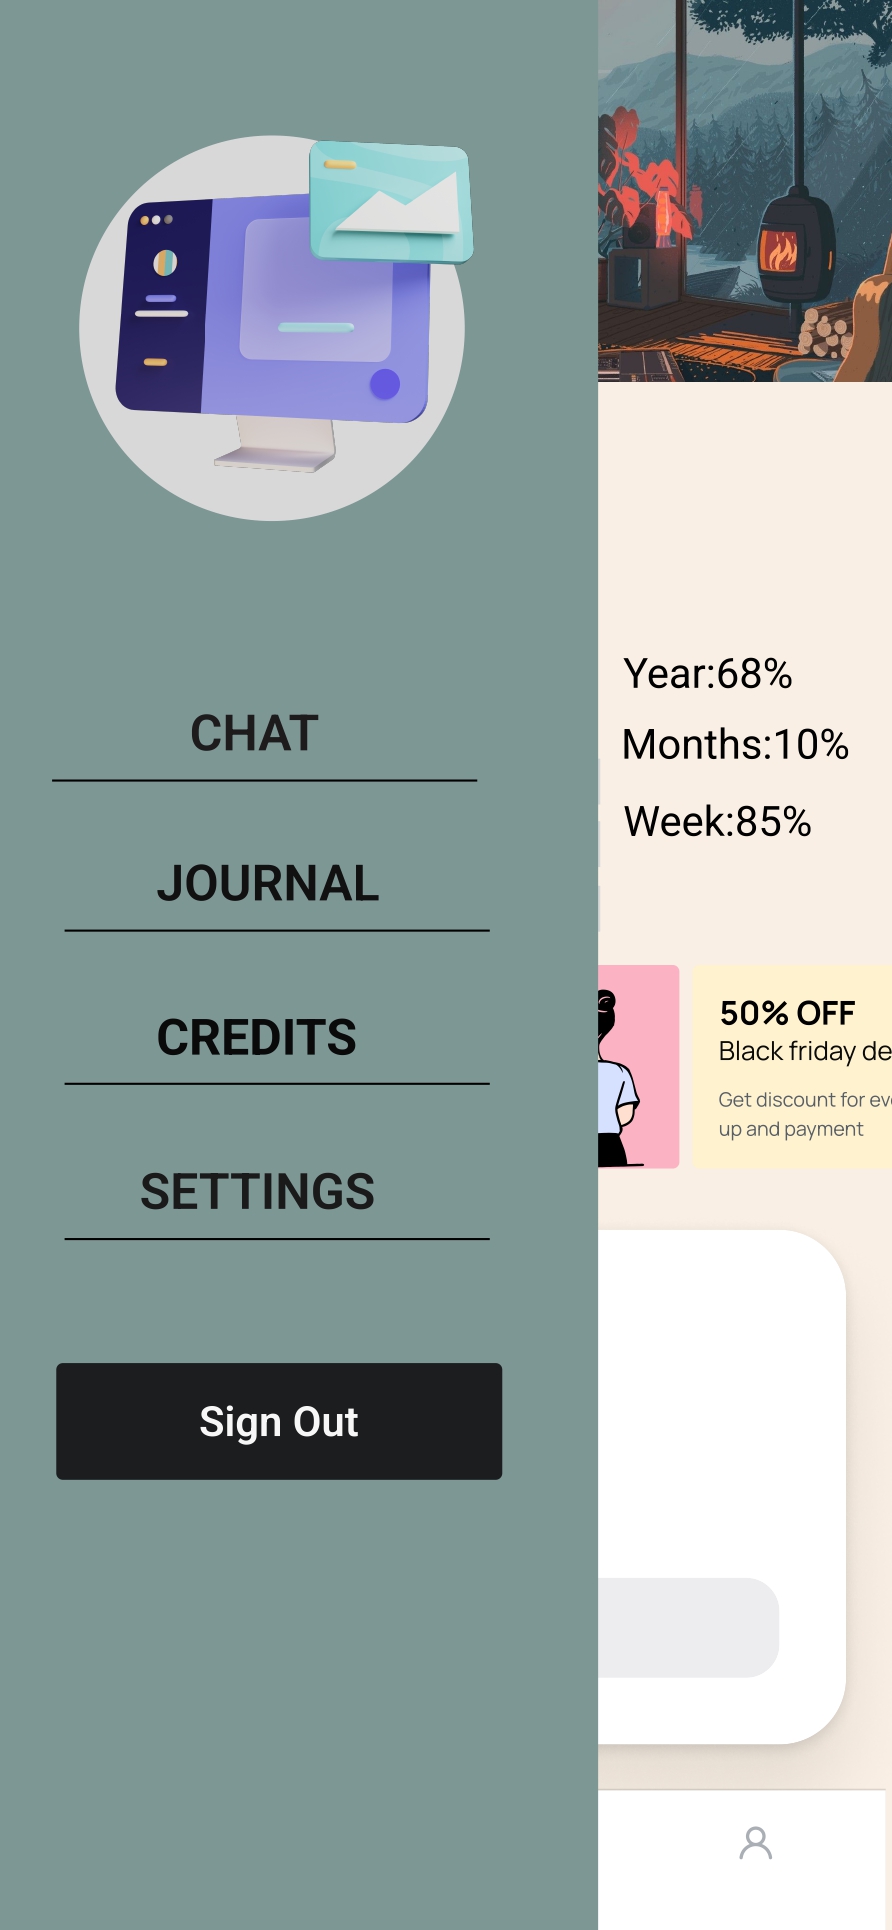 CHAT
JOURNAL
CREDITS
SETTINGS
Sign Out
Year:68%
Months:10%
Week:85%
50% OFF
Black friday de
Get discount for eve
up and payment